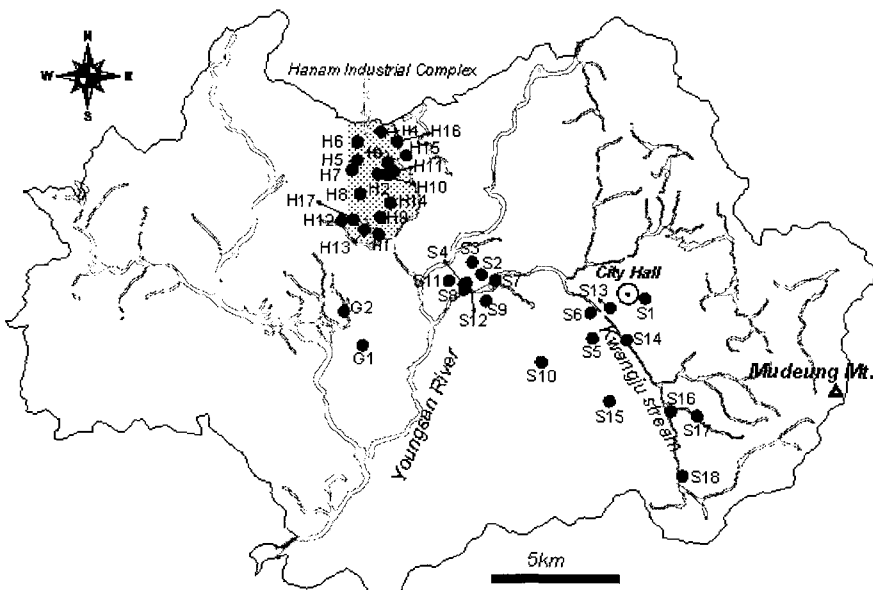 N
W E
S
Hanam Industrial Complex
H4 H16
H6
H15
H5
H11
H7
H10
H8 H2
H17 H14
H12 H9
H13 H1
S4 S3
S2
S11 S7
S8
S9
S12
City Hall
S13
S1
S6
S14
S5
G2
G1
S10
Youngsan River
Kwangju stream
Mudeung Mt.
S15
S16
S17
S18
5km